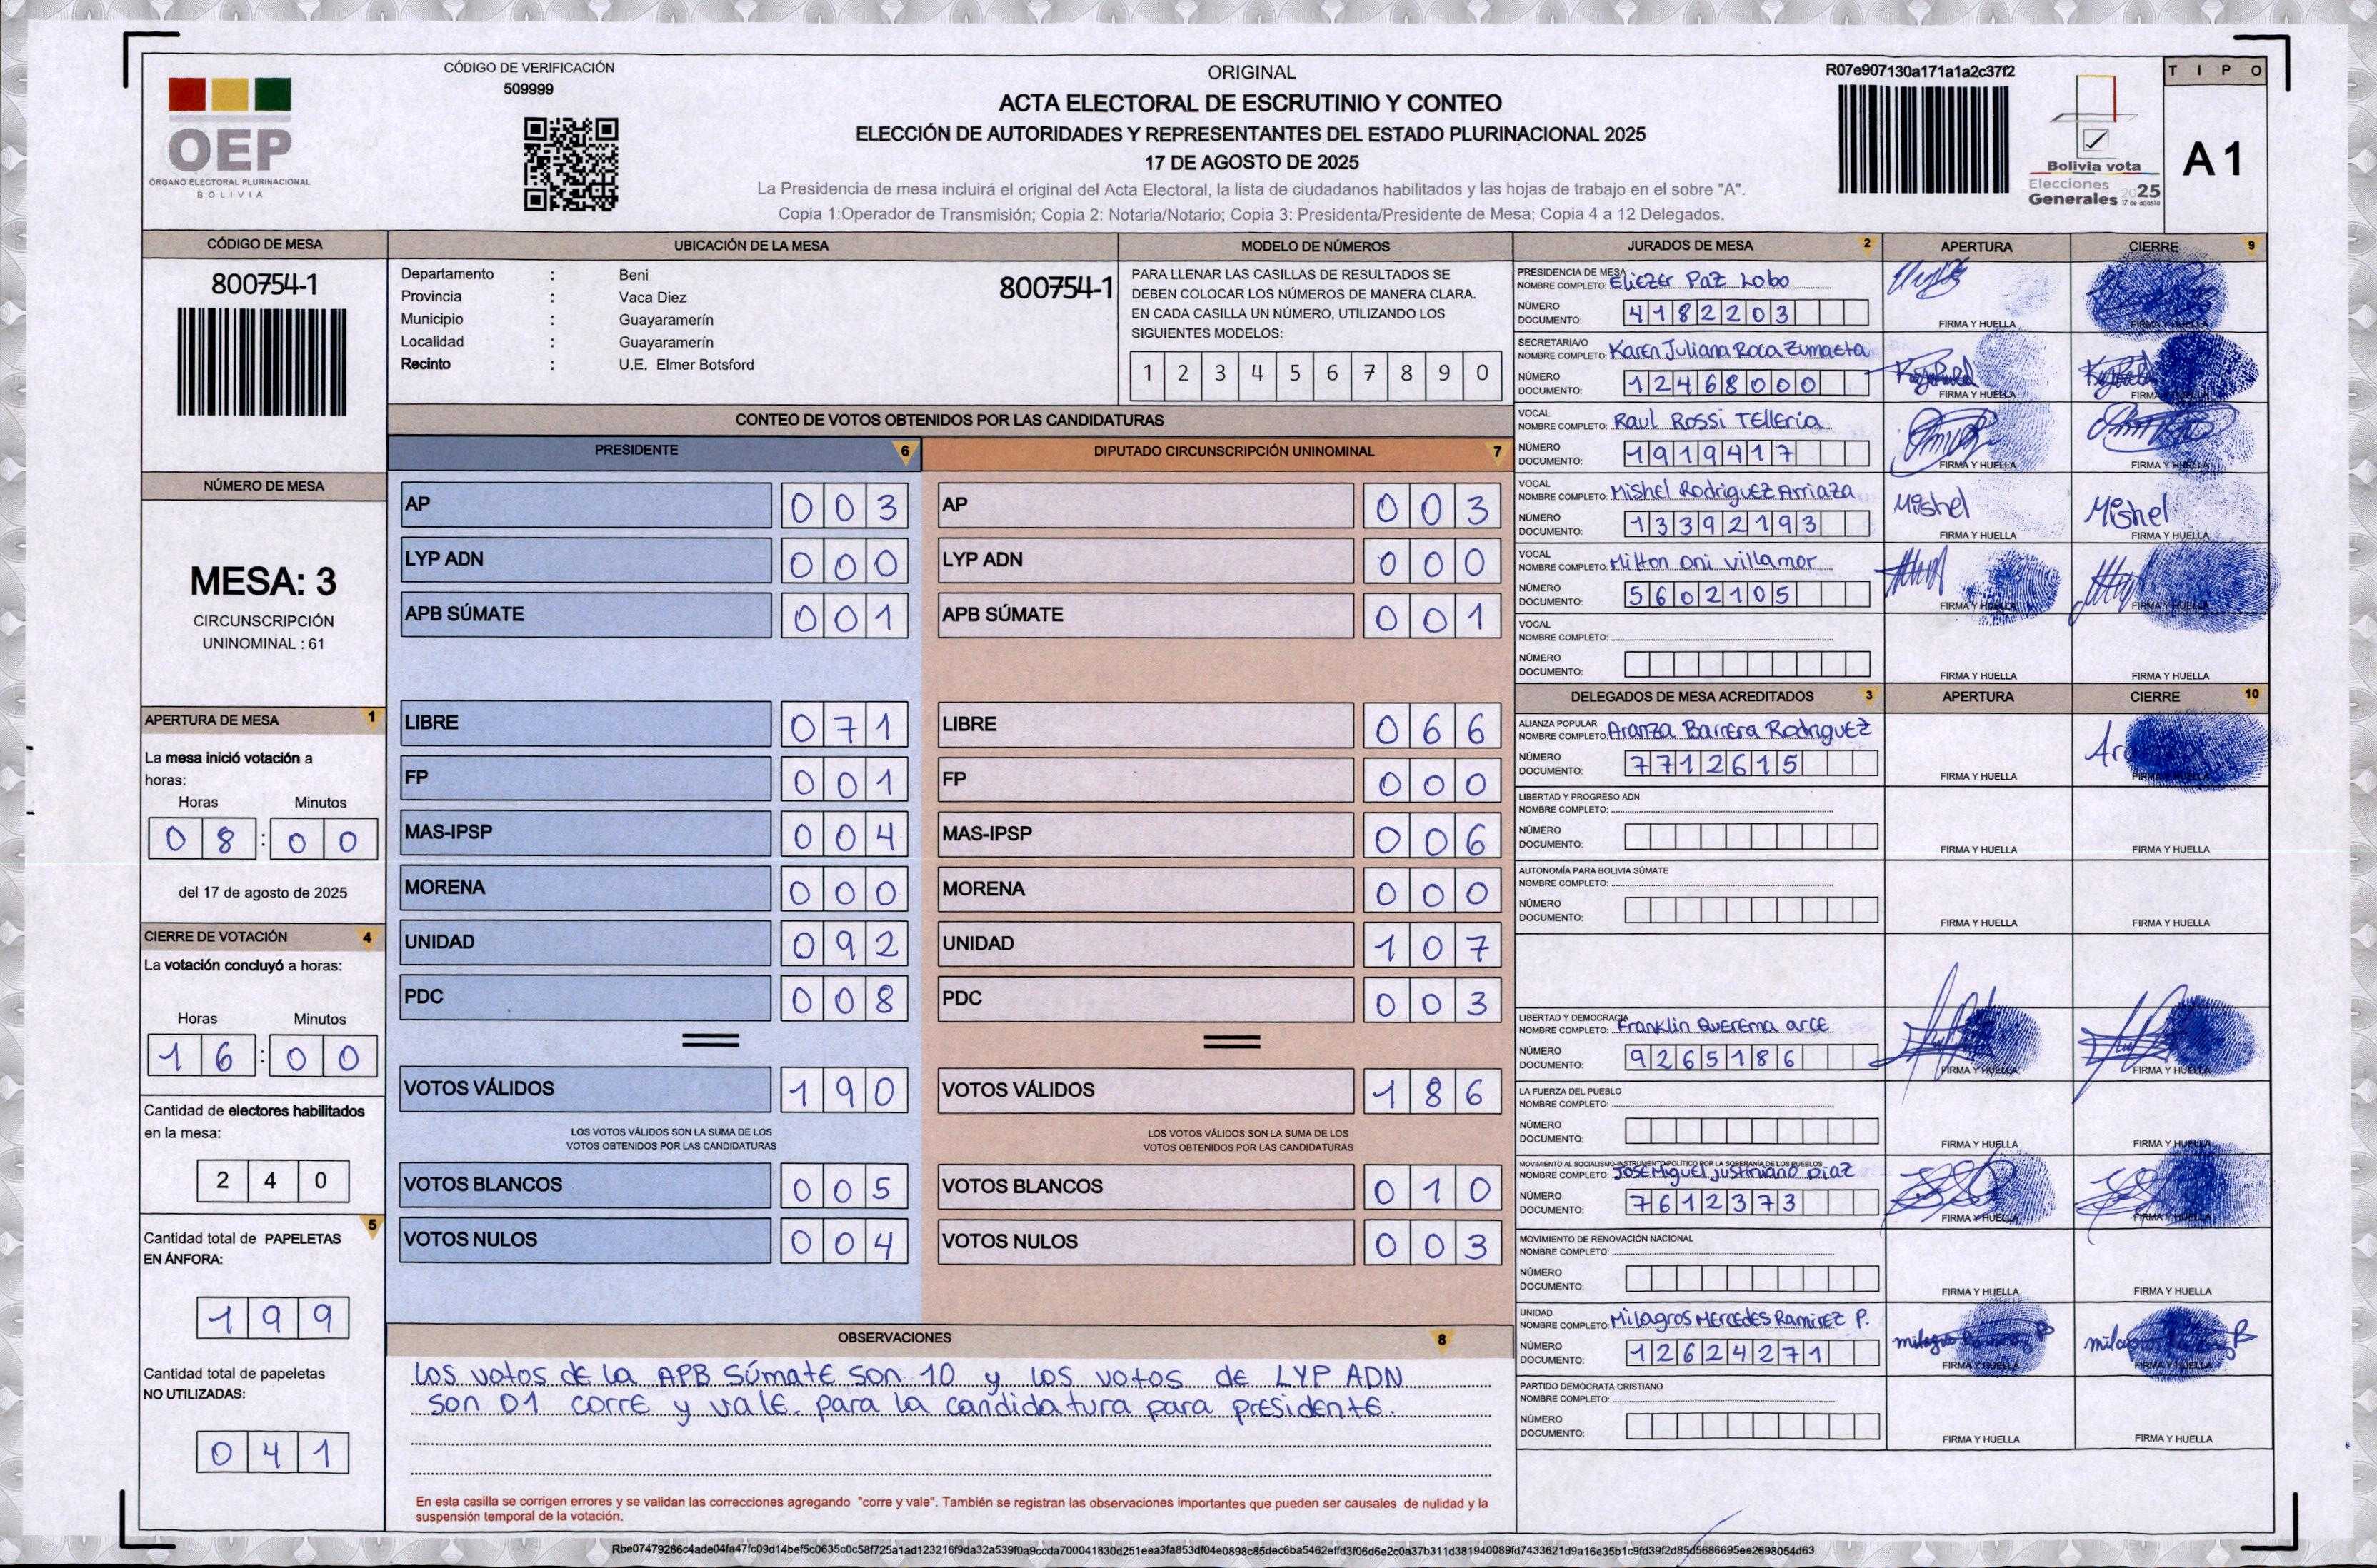 CÓDIGO DE VERIFICACIÓN
509999
OEP
ÓRGANO ELECTORAL PLURINACIONAL
BOLIVIA
ORIGINAL
ACTA ELECTORAL DE ESCRUTINIO Y CONTEO
ELECCIÓN DE AUTORIDADES Y REPRESENTANTES DEL ESTADO PLURINACIONAL 2025
17 DE AGOSTO DE 2025
La Presidencia de mesa incluirá el original del Acta Electoral, la lista de ciudadanos habilitados y las hojas de trabajo en el sobre "A".
Copia 1:Operador de Transmisión; Copia 2: Notaria/Notario; Copia 3: Presidenta/Presidente de Mesa; Copia 4 a 12 Delegados.
R07e907130a171a1a2c37f2
Bolivia vota
Elecciones
Generales 2025
17 de agosto
TIPO
A1
CÓDIGO DE MESA
800754-1
NÚMERO DE MESA
MESA: 3
CIRCUNSCRIPCIÓN
UNINOMINAL : 61
APERTURA DE MESA 1
La mesa inició votación a
horas:
Horas Minutos
08:00
del 17 de agosto de 2025
CIERRE DE VOTACIÓN 4
La votación concluyó a horas:
Horas Minutos
16:00
Cantidad de electores habilitados
en la mesa:
240
5
Cantidad total de PAPELETAS
EN ÁNFORA:
199
Cantidad total de papeletas
NO UTILIZADAS:
041
UBICACIÓN DE LA MESA
Departamento : Beni
800754-1
Provincia : Vaca Diez
Municipio : Guayaramerín
Localidad : Guayaramerín
Recinto : U.E. Elmer Botsford
MODELO DE NÚMEROS
PARA LLENAR LAS CASILLAS DE RESULTADOS SE
DEBEN COLOCAR LOS NÚMEROS DE MANERA CLARA.
EN CADA CASILLA UN NÚMERO, UTILIZANDO LOS
SIGUIENTES MODELOS:
1 2 3 4 5 6 7 8 9 0
CONTEO DE VOTOS OBTENIDOS POR LAS CANDIDATURAS
PRESIDENTE 6
AP 003
LYP ADN 000
APB SÚMATE 001
LIBRE 071
FP 001
MAS-IPSP 004
MORENA 000
UNIDAD 092
PDC 008
VOTOS VÁLIDOS 190
LOS VOTOS VÁLIDOS SON LA SUMA DE LOS
VOTOS OBTENIDOS POR LAS CANDIDATURAS
VOTOS BLANCOS 005
VOTOS NULOS 004
DIPUTADO CIRCUNSCRIPCIÓN UNINOMINAL 7
AP 003
LYP ADN 000
APB SÚMATE 001
LIBRE 066
FP 000
MAS-IPSP 006
MORENA 000
UNIDAD 107
PDC 003
VOTOS VÁLIDOS 186
LOS VOTOS VÁLIDOS SON LA SUMA DE LOS
VOTOS OBTENIDOS POR LAS CANDIDATURAS
VOTOS BLANCOS 010
VOTOS NULOS 003
OBSERVACIONES 8
Los votos de la APB Súmate son 10 y los votos de LYP ADN
son 01 corre y vale. para la candidatura para presidente.
En esta casilla se corrigen errores y se validan las correcciones agregando "corre y vale". También se registran las observaciones importantes que pueden ser causales de nulidad y la
suspensión temporal de la votación.
JURADOS DE MESA 2 APERTURA CIERRE 9
PRESIDENCIA DE MESA
NOMBRE COMPLETO: Eliezer Paz Lobo
NÚMERO
DOCUMENTO: 4182203
FIRMA Y HUELLA FIRMA Y HUELLA
SECRETARIA/O
NOMBRE COMPLETO: Karen Juliana Roca Zumaeta
NÚMERO
DOCUMENTO: 12468000
FIRMA Y HUELLA FIRMA Y HUELLA
VOCAL
NOMBRE COMPLETO: Raul Rossi Telleria
NÚMERO
DOCUMENTO: 1919417
FIRMA Y HUELLA FIRMA Y HUELLA
VOCAL
NOMBRE COMPLETO: Mishel Rodriguez Arriaza
Mishel Mishel
NÚMERO
DOCUMENTO: 13392193
FIRMA Y HUELLA FIRMA Y HUELLA
VOCAL
NOMBRE COMPLETO: Milton Oni Villamor
NÚMERO
DOCUMENTO: 5602105
FIRMA Y HUELLA FIRMA Y HUELLA
VOCAL
NOMBRE COMPLETO:
NÚMERO
DOCUMENTO:
FIRMA Y HUELLA FIRMA Y HUELLA
DELEGADOS DE MESA ACREDITADOS 3 APERTURA CIERRE 10
ALIANZA POPULAR
NOMBRE COMPLETO: Aranza Barrera Rodriguez
NÚMERO
DOCUMENTO: 7712615
FIRMA Y HUELLA FIRMA Y HUELLA
LIBERTAD Y PROGRESO ADN
NOMBRE COMPLETO:
NÚMERO
DOCUMENTO:
FIRMA Y HUELLA FIRMA Y HUELLA
AUTONOMÍA PARA BOLIVIA SÚMATE
NOMBRE COMPLETO:
NÚMERO
DOCUMENTO:
FIRMA Y HUELLA FIRMA Y HUELLA
LIBERTAD Y DEMOCRACIA
NOMBRE COMPLETO: Franklin Querema arce
NÚMERO
DOCUMENTO: 9265186
FIRMA Y HUELLA FIRMA Y HUELLA
LA FUERZA DEL PUEBLO
NOMBRE COMPLETO:
NÚMERO
DOCUMENTO:
FIRMA Y HUELLA FIRMA Y HUELLA
MOVIMIENTO AL SOCIALISMO-INSTRUMENTO POLÍTICO POR LA SOBERANÍA DE LOS PUEBLOS
NOMBRE COMPLETO: José Miguel Justiniano Diaz
NÚMERO
DOCUMENTO: 7612373
FIRMA Y HUELLA FIRMA Y HUELLA
MOVIMIENTO DE RENOVACIÓN NACIONAL
NOMBRE COMPLETO:
NÚMERO
DOCUMENTO:
FIRMA Y HUELLA FIRMA Y HUELLA
UNIDAD
NOMBRE COMPLETO: Milagros Mercedes Ramirez P.
NÚMERO
DOCUMENTO: 12624271
FIRMA Y HUELLA FIRMA Y HUELLA
PARTIDO DEMÓCRATA CRISTIANO
NOMBRE COMPLETO:
NÚMERO
DOCUMENTO:
FIRMA Y HUELLA FIRMA Y HUELLA